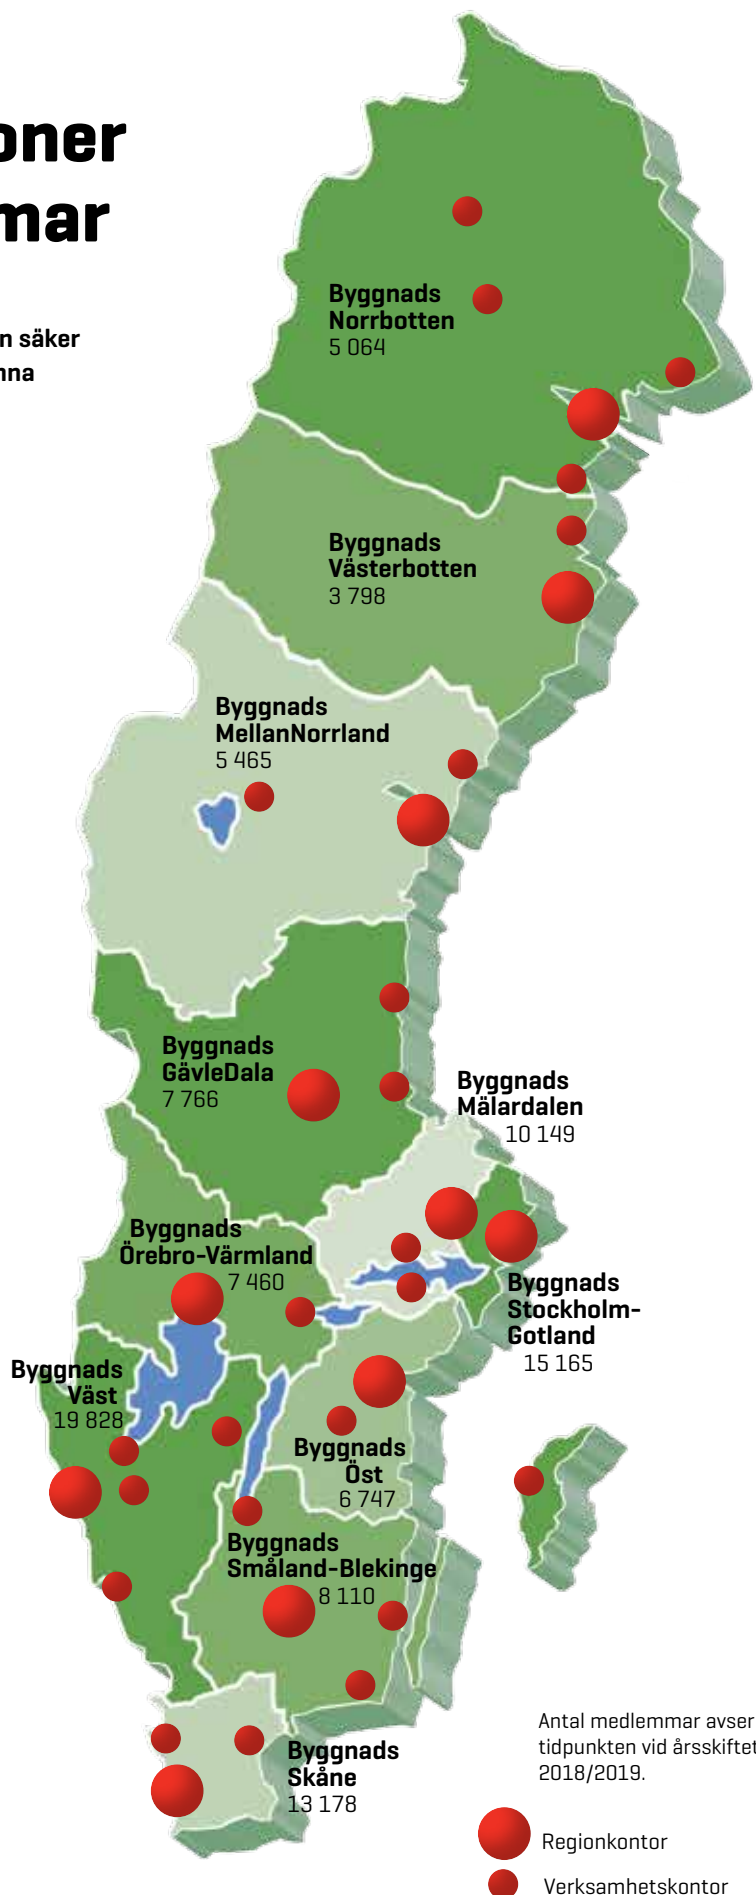 oner
mar
n säker
nna
Byggnads
Norrbotten
5 064
Byggnads
Västerbotten
3 798
Byggnads
MellanNorrland
5 465
Byggnads
GävleDala
7 766
Byggnads
Mälardalen
10 149
Byggnads
Örebro-Värmland
7 460
Byggnads
Stockholm-
Gotland
15 165
Byggnads
Väst
19 828
Byggnads
Öst
6 747
Byggnads
Småland-Blekinge
8 110
Byggnads
Skåne
13 178
Antal medlemmar avser
tidpunkten vid årsskiftet
2018/2019.
Regionkontor
Verksamhetskontor